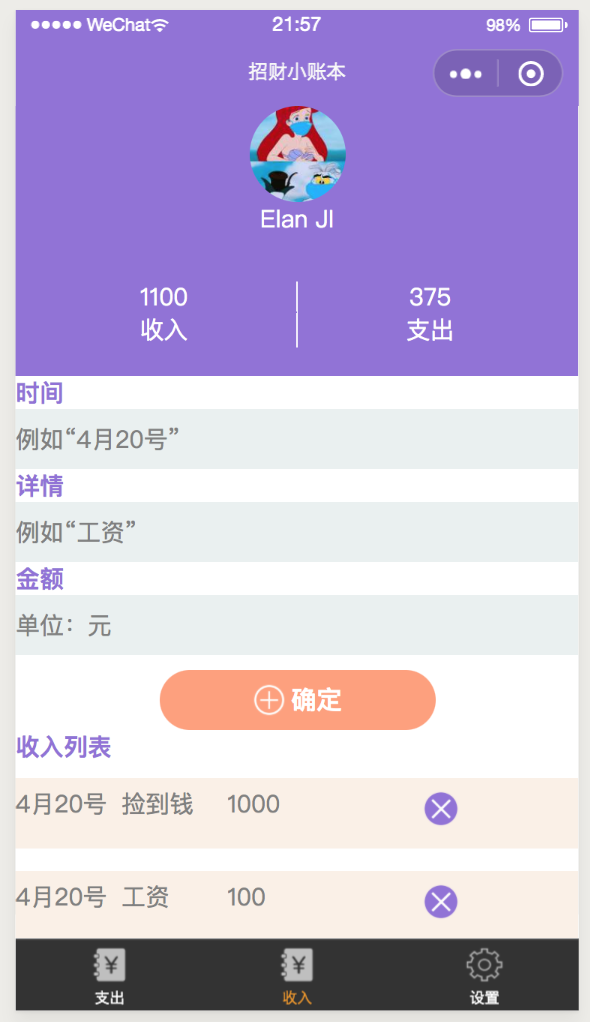 WeChat 21:57 98%
招财小账本
Elan JI
1100 375
收入 支出
时间
例如“4月20号”
详情
例如“工资”
金额
单位：元
确定
收入列表
4月20号 捡到钱 1000
4月20号 工资 100
¥ ¥
支出 收入 设置